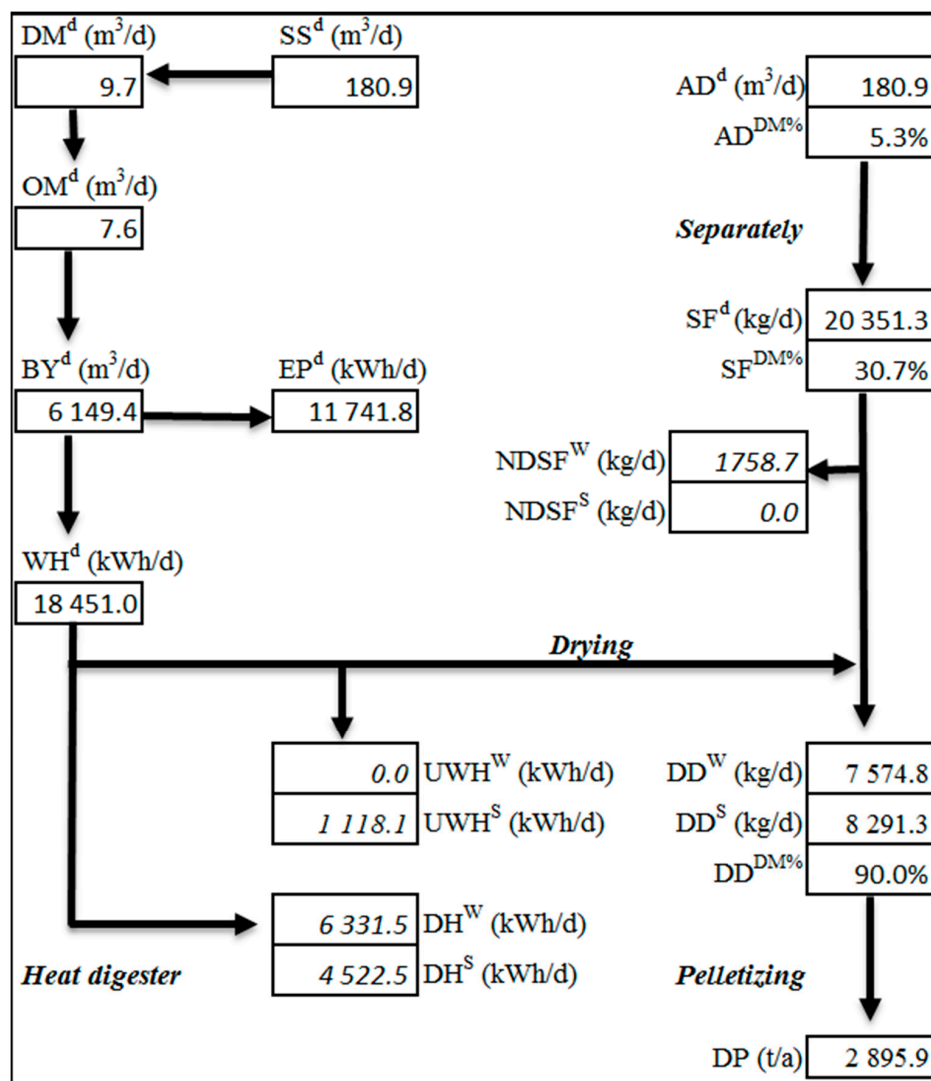 DM^d (m^3/d) SS^d (m^3/d)
9.7 180.9
AD^d (m^3/d) 180.9
AD^DM% 5.3%
OM^d (m^3/d)
7.6
Separately
SF^d (kg/d) 20 351.3
SF^DM% 30.7%
BY^d (m^3/d) EP^d (kWh/d)
6 149.4 11 741.8
NDSF^W (kg/d) 1758.7
NDSF^S (kg/d) 0.0
WH^d (kWh/d)
18 451.0
Drying
0.0 UWH^W (kWh/d)
1 118.1 UWH^S (kWh/d)
DD^W (kg/d) 7 574.8
DD^S (kg/d) 8 291.3
DD^DM% 90.0%
6 331.5 DH^W (kWh/d)
4 522.5 DH^S (kWh/d)
Heat digester
Pelletizing
DP (t/a) 2 895.9